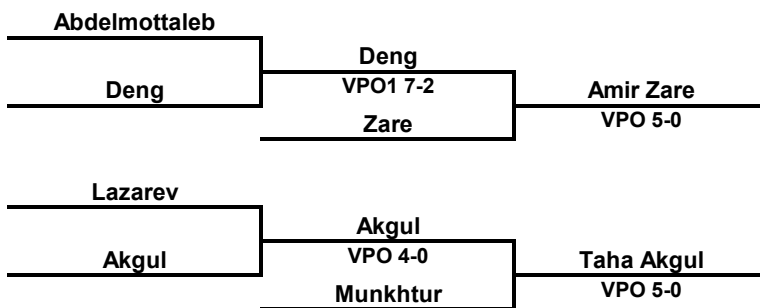 Abdelmottaleb
Deng
Deng
VPO1 7-2
Amir Zare
Zare
VPO 5-0
Lazarev
Akgul
Akgul
VPO 4-0
Taha Akgul
Munkhtur
VPO 5-0